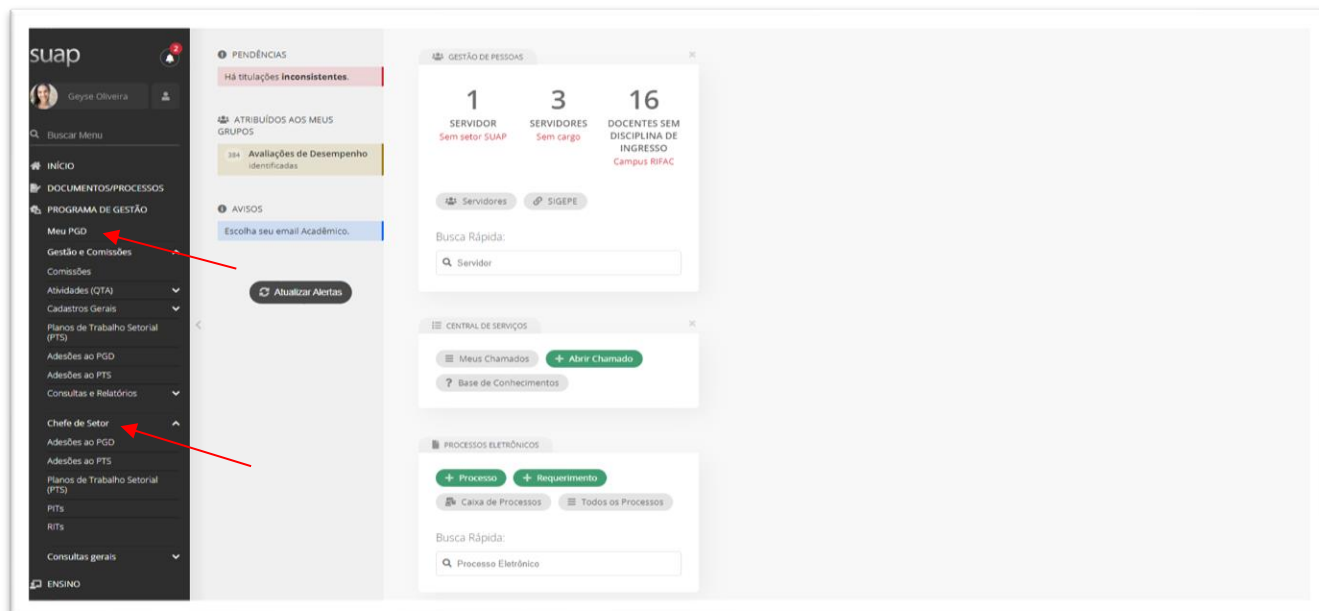 suap
2
Geyse Oliveira
Buscar Menu
INÍCIO
DOCUMENTOS/PROCESSOS
PROGRAMA DE GESTÃO
Meu PGD
Gestão e Comissões
Comissões
Atividades (QTA)
Cadastros Gerais
Planos de Trabalho Setorial
(PTS)
Adesões ao PGD
Adesões ao PTS
Consultas e Relatórios
Chefe de Setor
Adesões ao PGD
Adesões ao PTS
Planos de Trabalho Setorial
(PTS)
PITs
RITs
Consultas gerais
ENSINO
PENDÊNCIAS
Há titulações inconsistentes.
ATRIBUÍDOS AOS MEUS
GRUPOS
384 Avaliações de Desempenho
identificadas
AVISOS
Escolha seu email Acadêmico.
Atualizar Alertas
GESTÃO DE PESSOAS
1
SERVIDOR
Sem setor SUAP
3
SERVIDORES
Sem cargo
16
DOCENTES SEM
DISCIPLINA DE
INGRESSO
Campus RIFAC
Servidores
SIGEPE
Busca Rápida:
Servidor
CENTRAL DE SERVIÇOS
Meus Chamados
+ Abrir Chamado
? Base de Conhecimentos
PROCESSOS ELETRÔNICOS
+ Processo
+ Requerimento
Caixa de Processos
Todos os Processos
Busca Rápida:
Processo Eletrônico